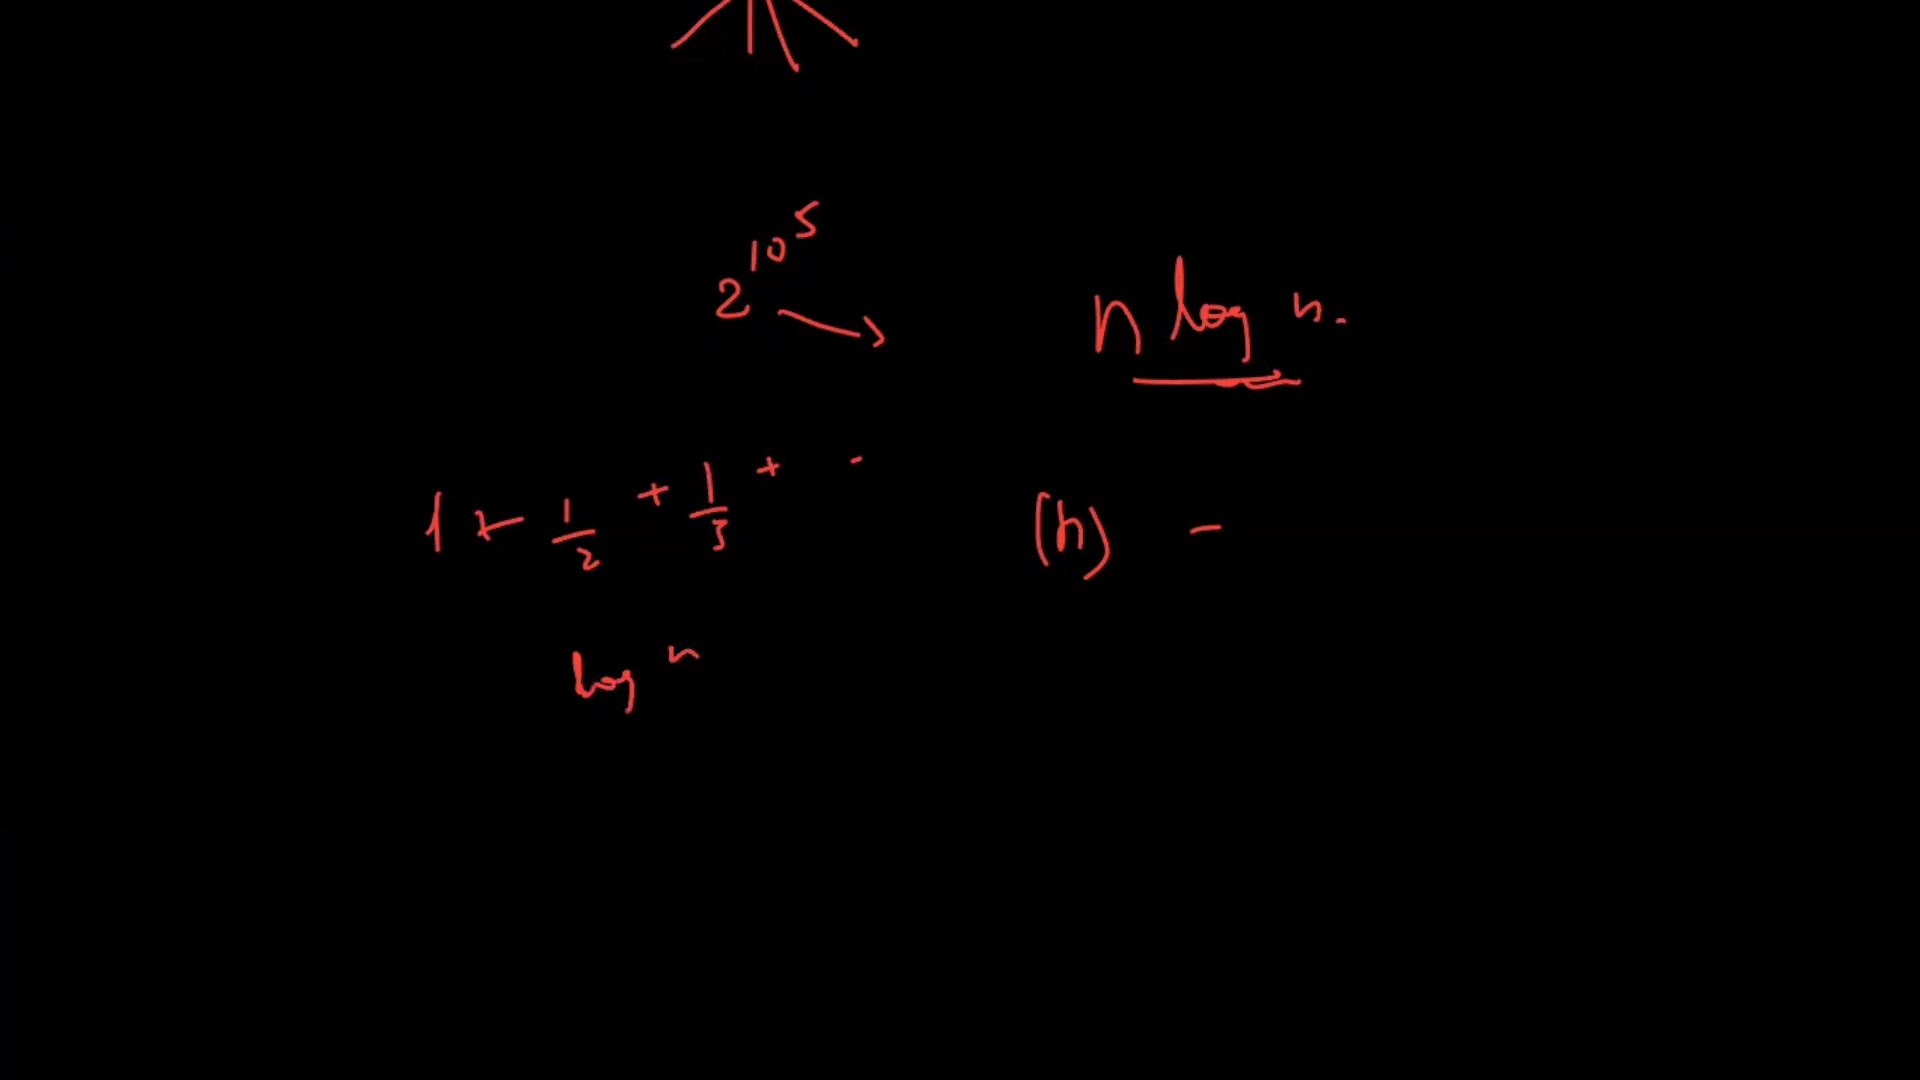 2^10^5 → n log n.
1 + 1/2 + 1/3 + - (n) -
log n